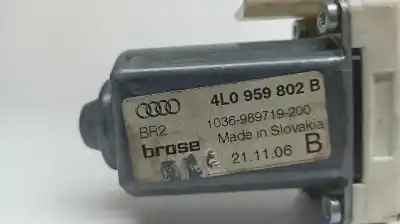 4L0 959 802 B
BR2
1036-989719-200
brose
Made in Slovakia
21.11.06 B